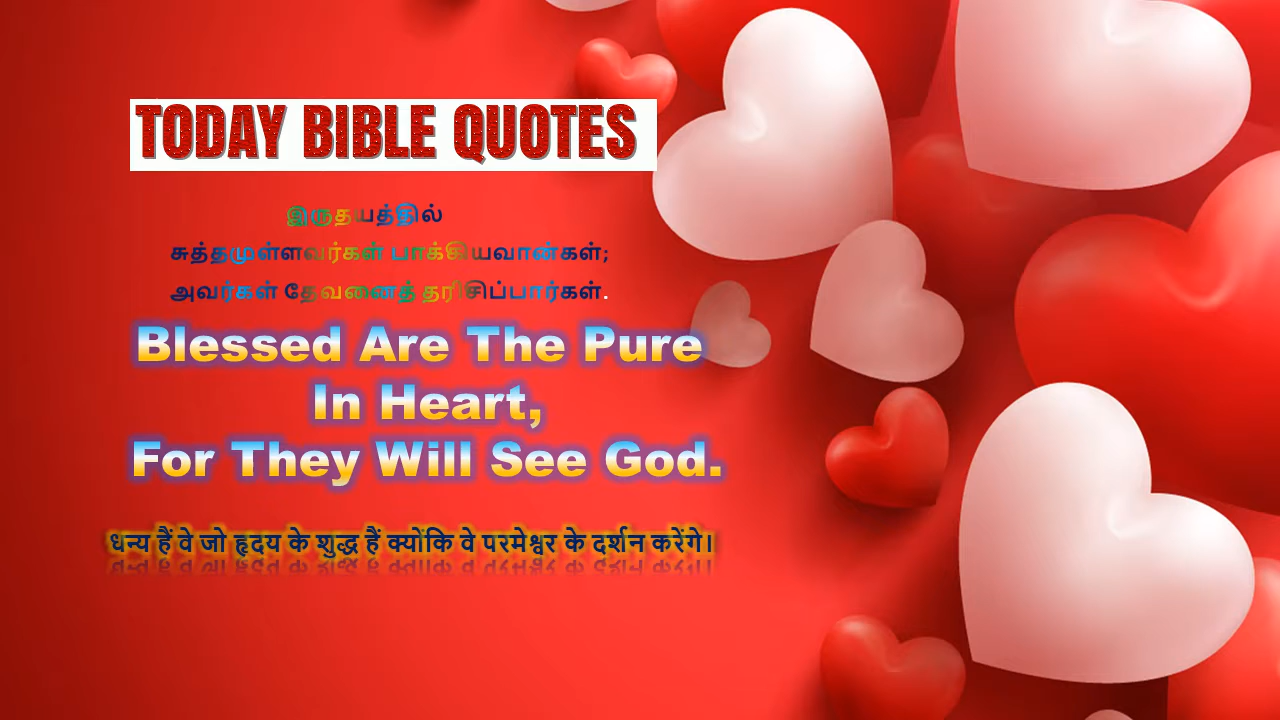 TODAY BIBLE QUOTES
இருதயத்தில்
சுத்தமுள்ளவர்கள் பாக்கியவான்கள்;
அவர்கள் தேவனைத் தரிசிப்பார்கள்.
Blessed Are The Pure
In Heart,
For They Will See God.
धन्य हैं वे जो हृदय के शुद्ध हैं क्योंकि वे परमेश्वर के दर्शन करेंगे।